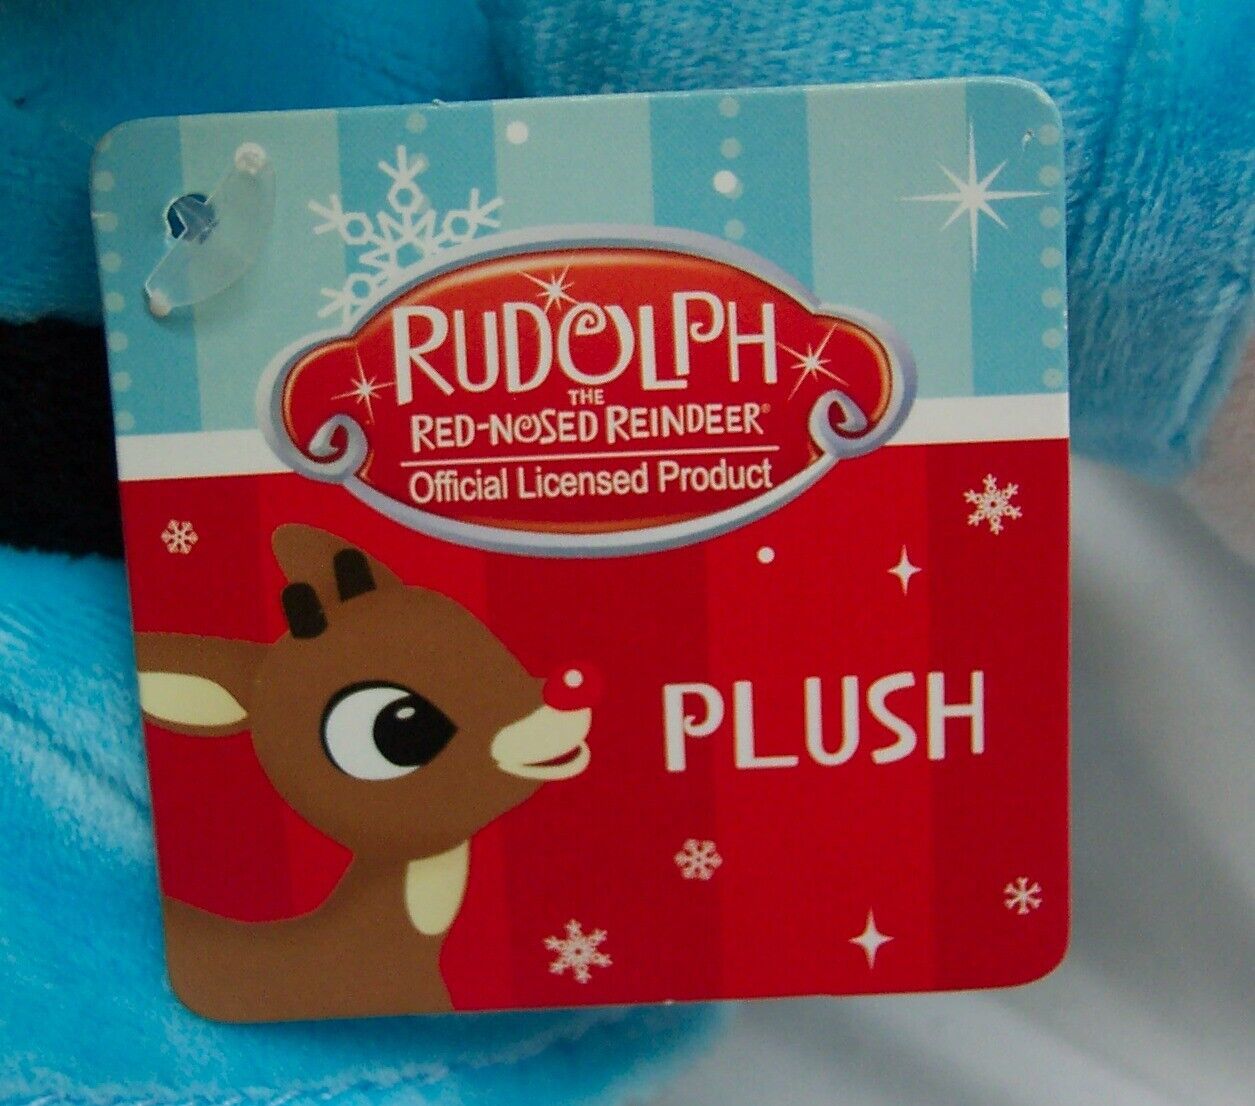 RUDOLPH
THE
RED-NOSED REINDEER®
Official Licensed Product
PLUSH